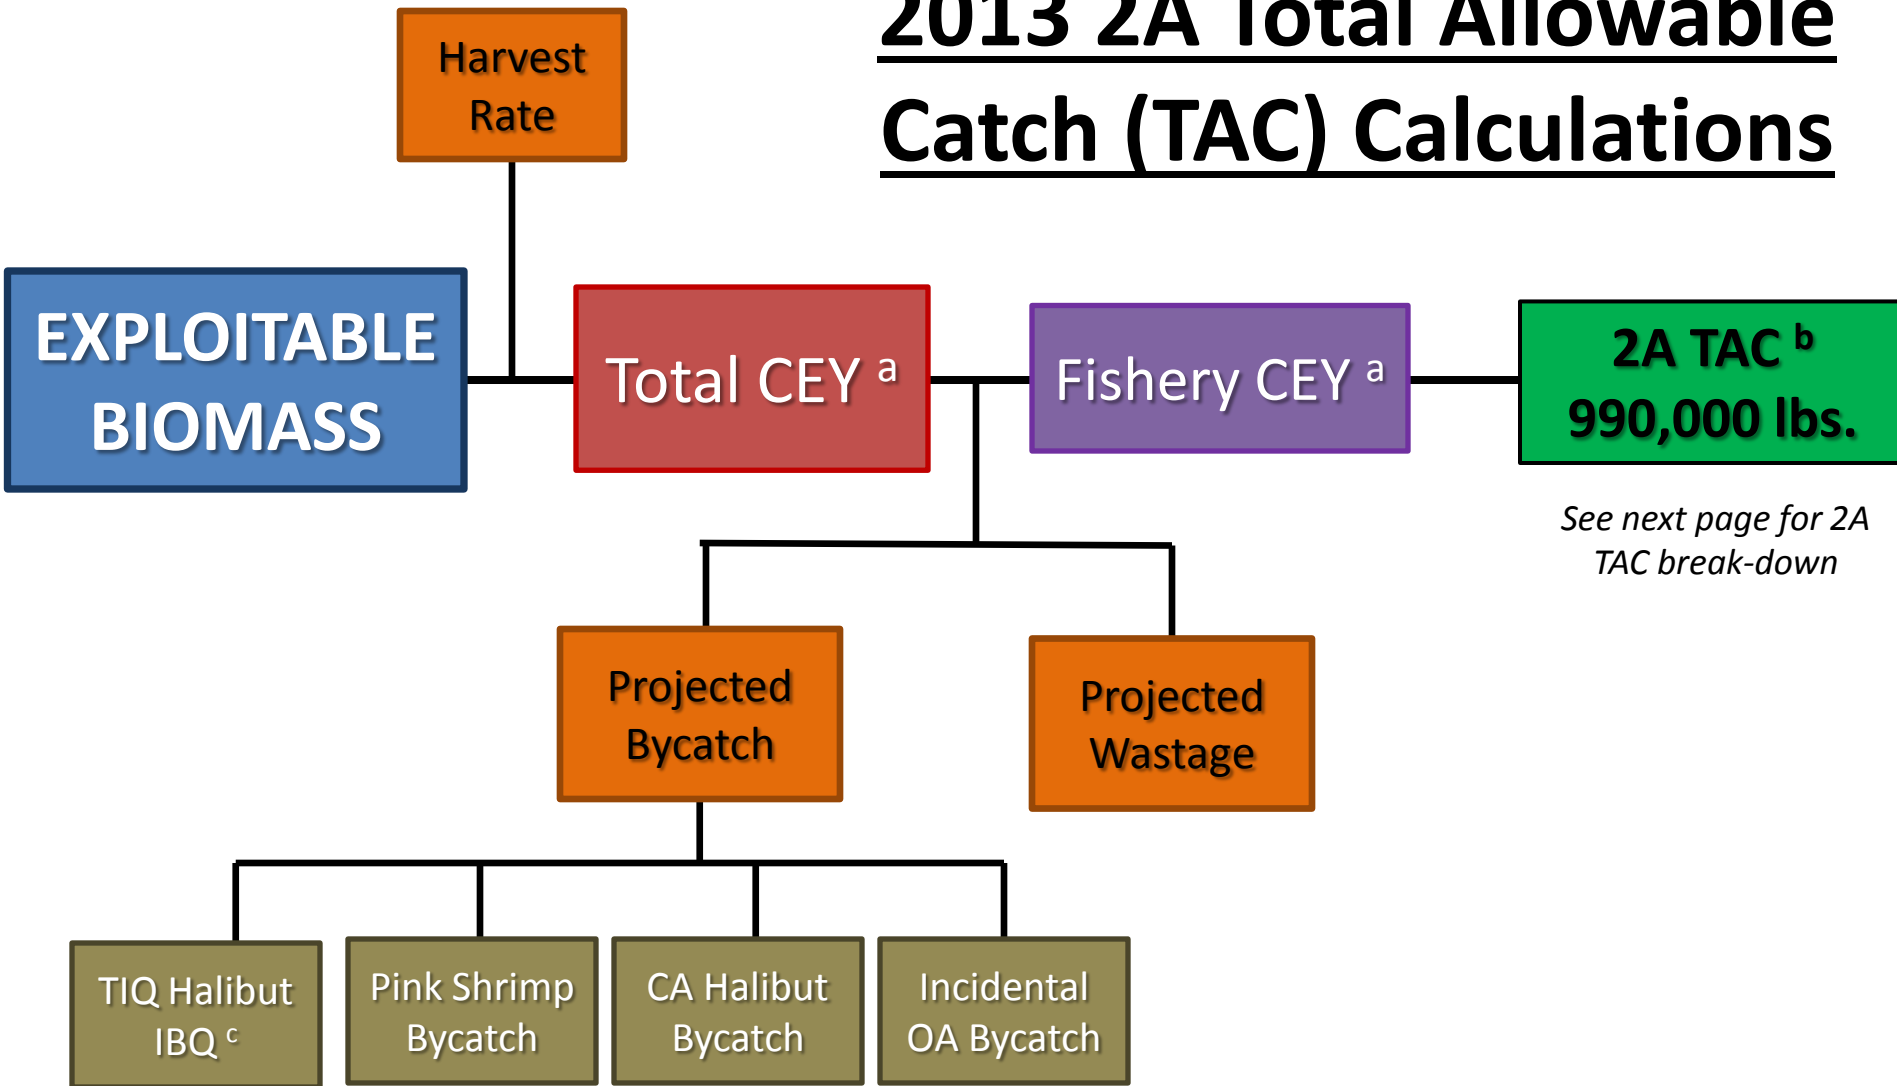 2013 2A Total Allowable
Catch (TAC) Calculations
Harvest
Rate
EXPLOITABLE
BIOMASS
Total CEY a
Fishery CEY a
2A TAC b
990,000 lbs.
See next page for 2A
TAC break-down
Projected
Bycatch
Projected
Wastage
TIQ Halibut
IBQ c
Pink Shrimp
Bycatch
CA Halibut
Bycatch
Incidental
OA Bycatch